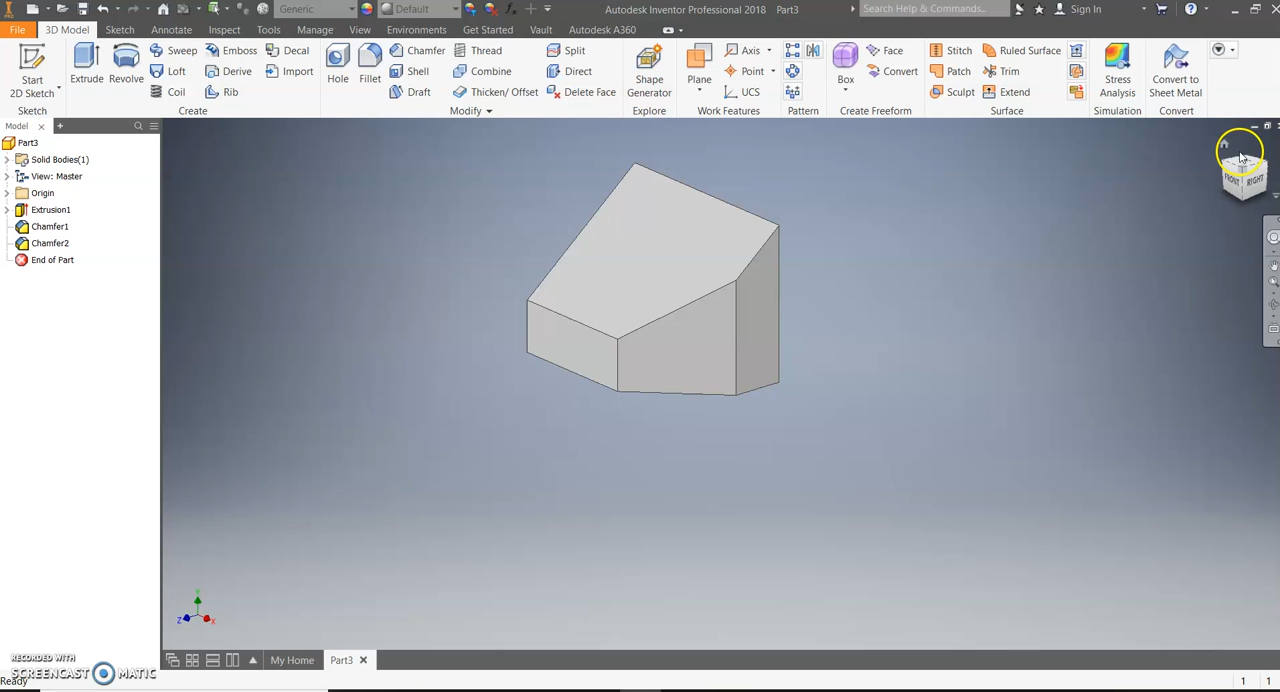 PRO
Generic
Default
Autodesk Inventor Professional 2018 Part3
Search Help & Commands...
Sign In
File 3D Model Sketch Annotate Inspect Tools Manage View Environments Get Started Vault Autodesk A360
Start
2D Sketch
Extrude
Revolve
Sweep
Loft
Coil
Emboss
Derive
Rib
Decal
Import
Hole
Fillet
Chamfer
Shell
Draft
Thread
Combine
Thicken/ Offset
Split
Direct
Delete Face
Shape
Generator
Plane
Axis
Point
UCS
Box
Face
Convert
Stitch
Patch
Sculpt
Ruled Surface
Trim
Extend
Stress
Analysis
Convert to
Sheet Metal
Sketch Create Modify Explore Work Features Pattern Create Freeform Surface Simulation Convert
Model
Part3
Solid Bodies(1)
View: Master
Origin
Extrusion1
Chamfer1
Chamfer2
End of Part
FRONT RIGHT
Y
Z X
My Home Part3
RECORDED WITH
SCREENCAST MATIC
Ready
1 1